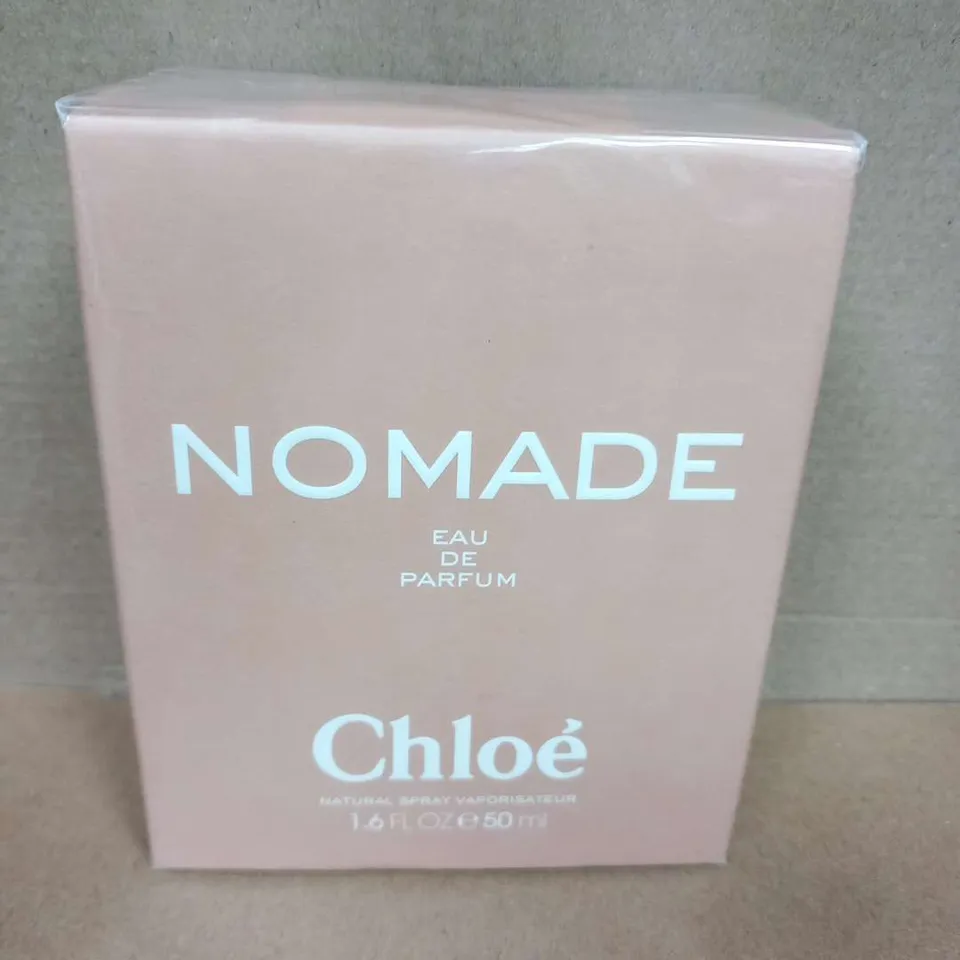 NOMADE
EAU
DE
PARFUM
Chloé
NATURAL SPRAY VAPORISATEUR
1.6 FL OZ e 50 ml